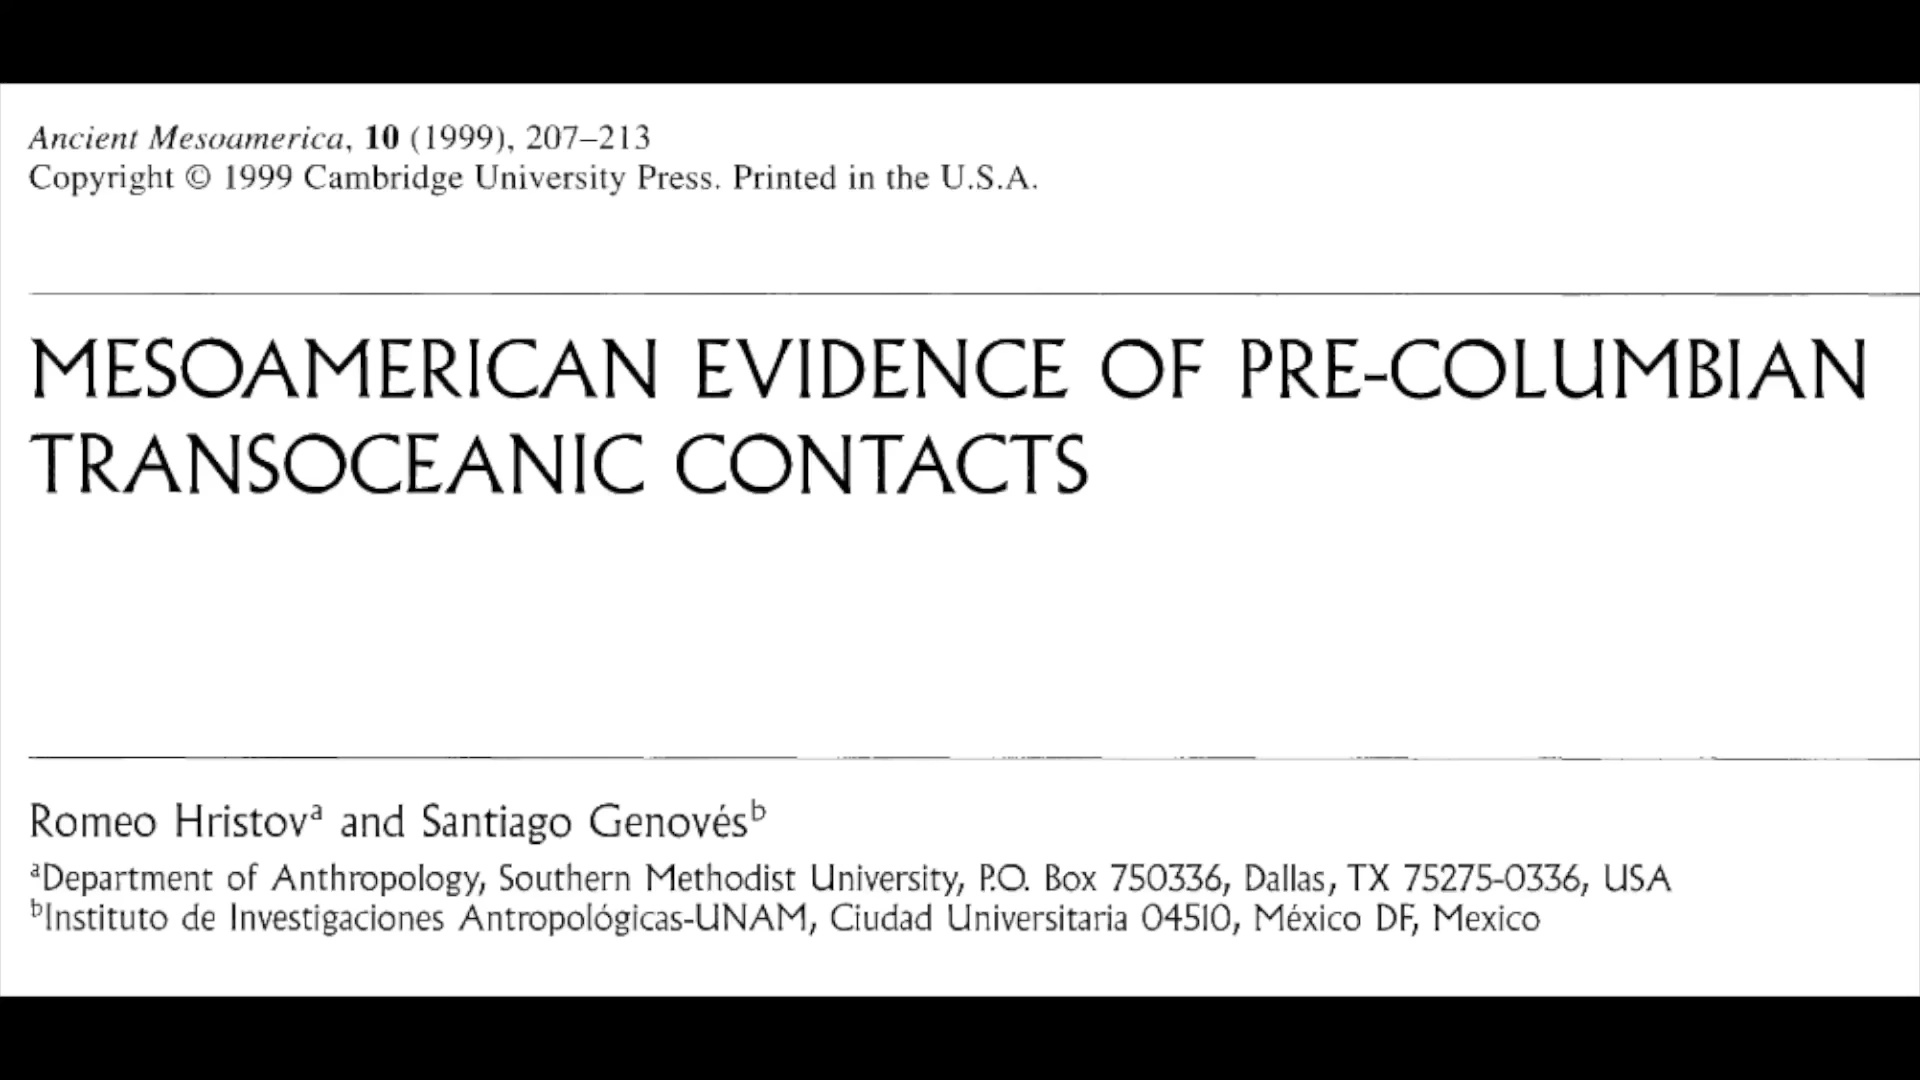 Ancient Mesoamerica, 10 (1999), 207–213
Copyright © 1999 Cambridge University Press. Printed in the U.S.A.
MESOAMERICAN EVIDENCE OF PRE-COLUMBIAN
TRANSOCEANIC CONTACTS
Romeo Hristovᵃ and Santiago Genovésᵇ
ᵃDepartment of Anthropology, Southern Methodist University, P.O. Box 750336, Dallas, TX 75275-0336, USA
ᵇInstituto de Investigaciones Antropológicas-UNAM, Ciudad Universitaria 04510, México DF, Mexico